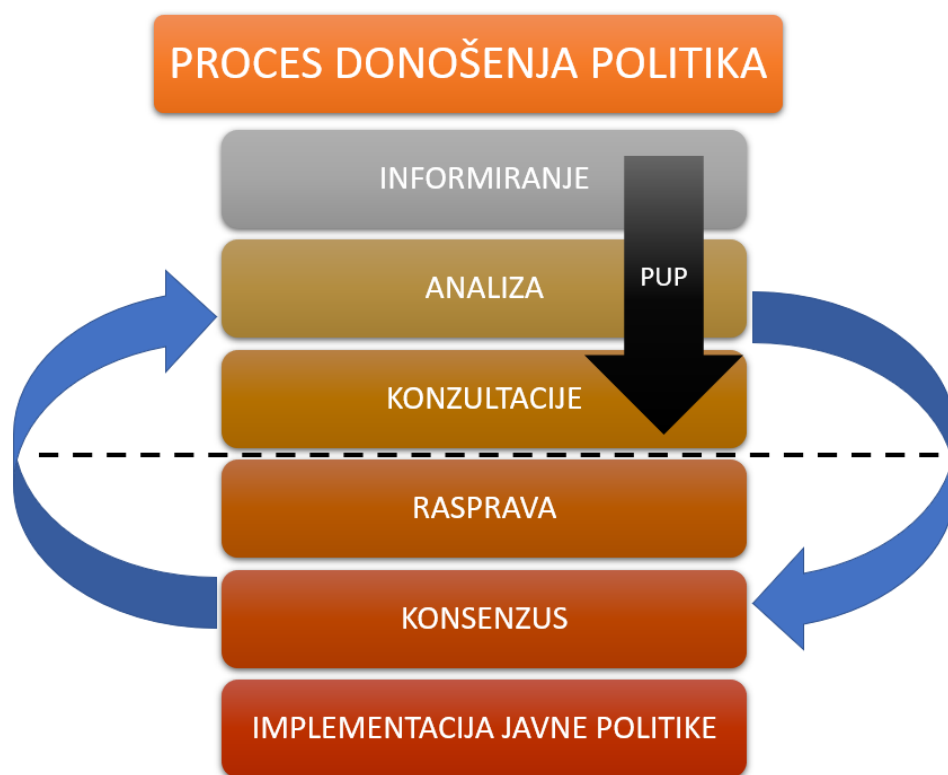 PROCES DONOŠENJA POLITIKA
INFORMIRANJE
ANALIZA
PUP
KONZULTACIJE
RASPRAVA
KONSENZUS
IMPLEMENTACIJA JAVNE POLITIKE